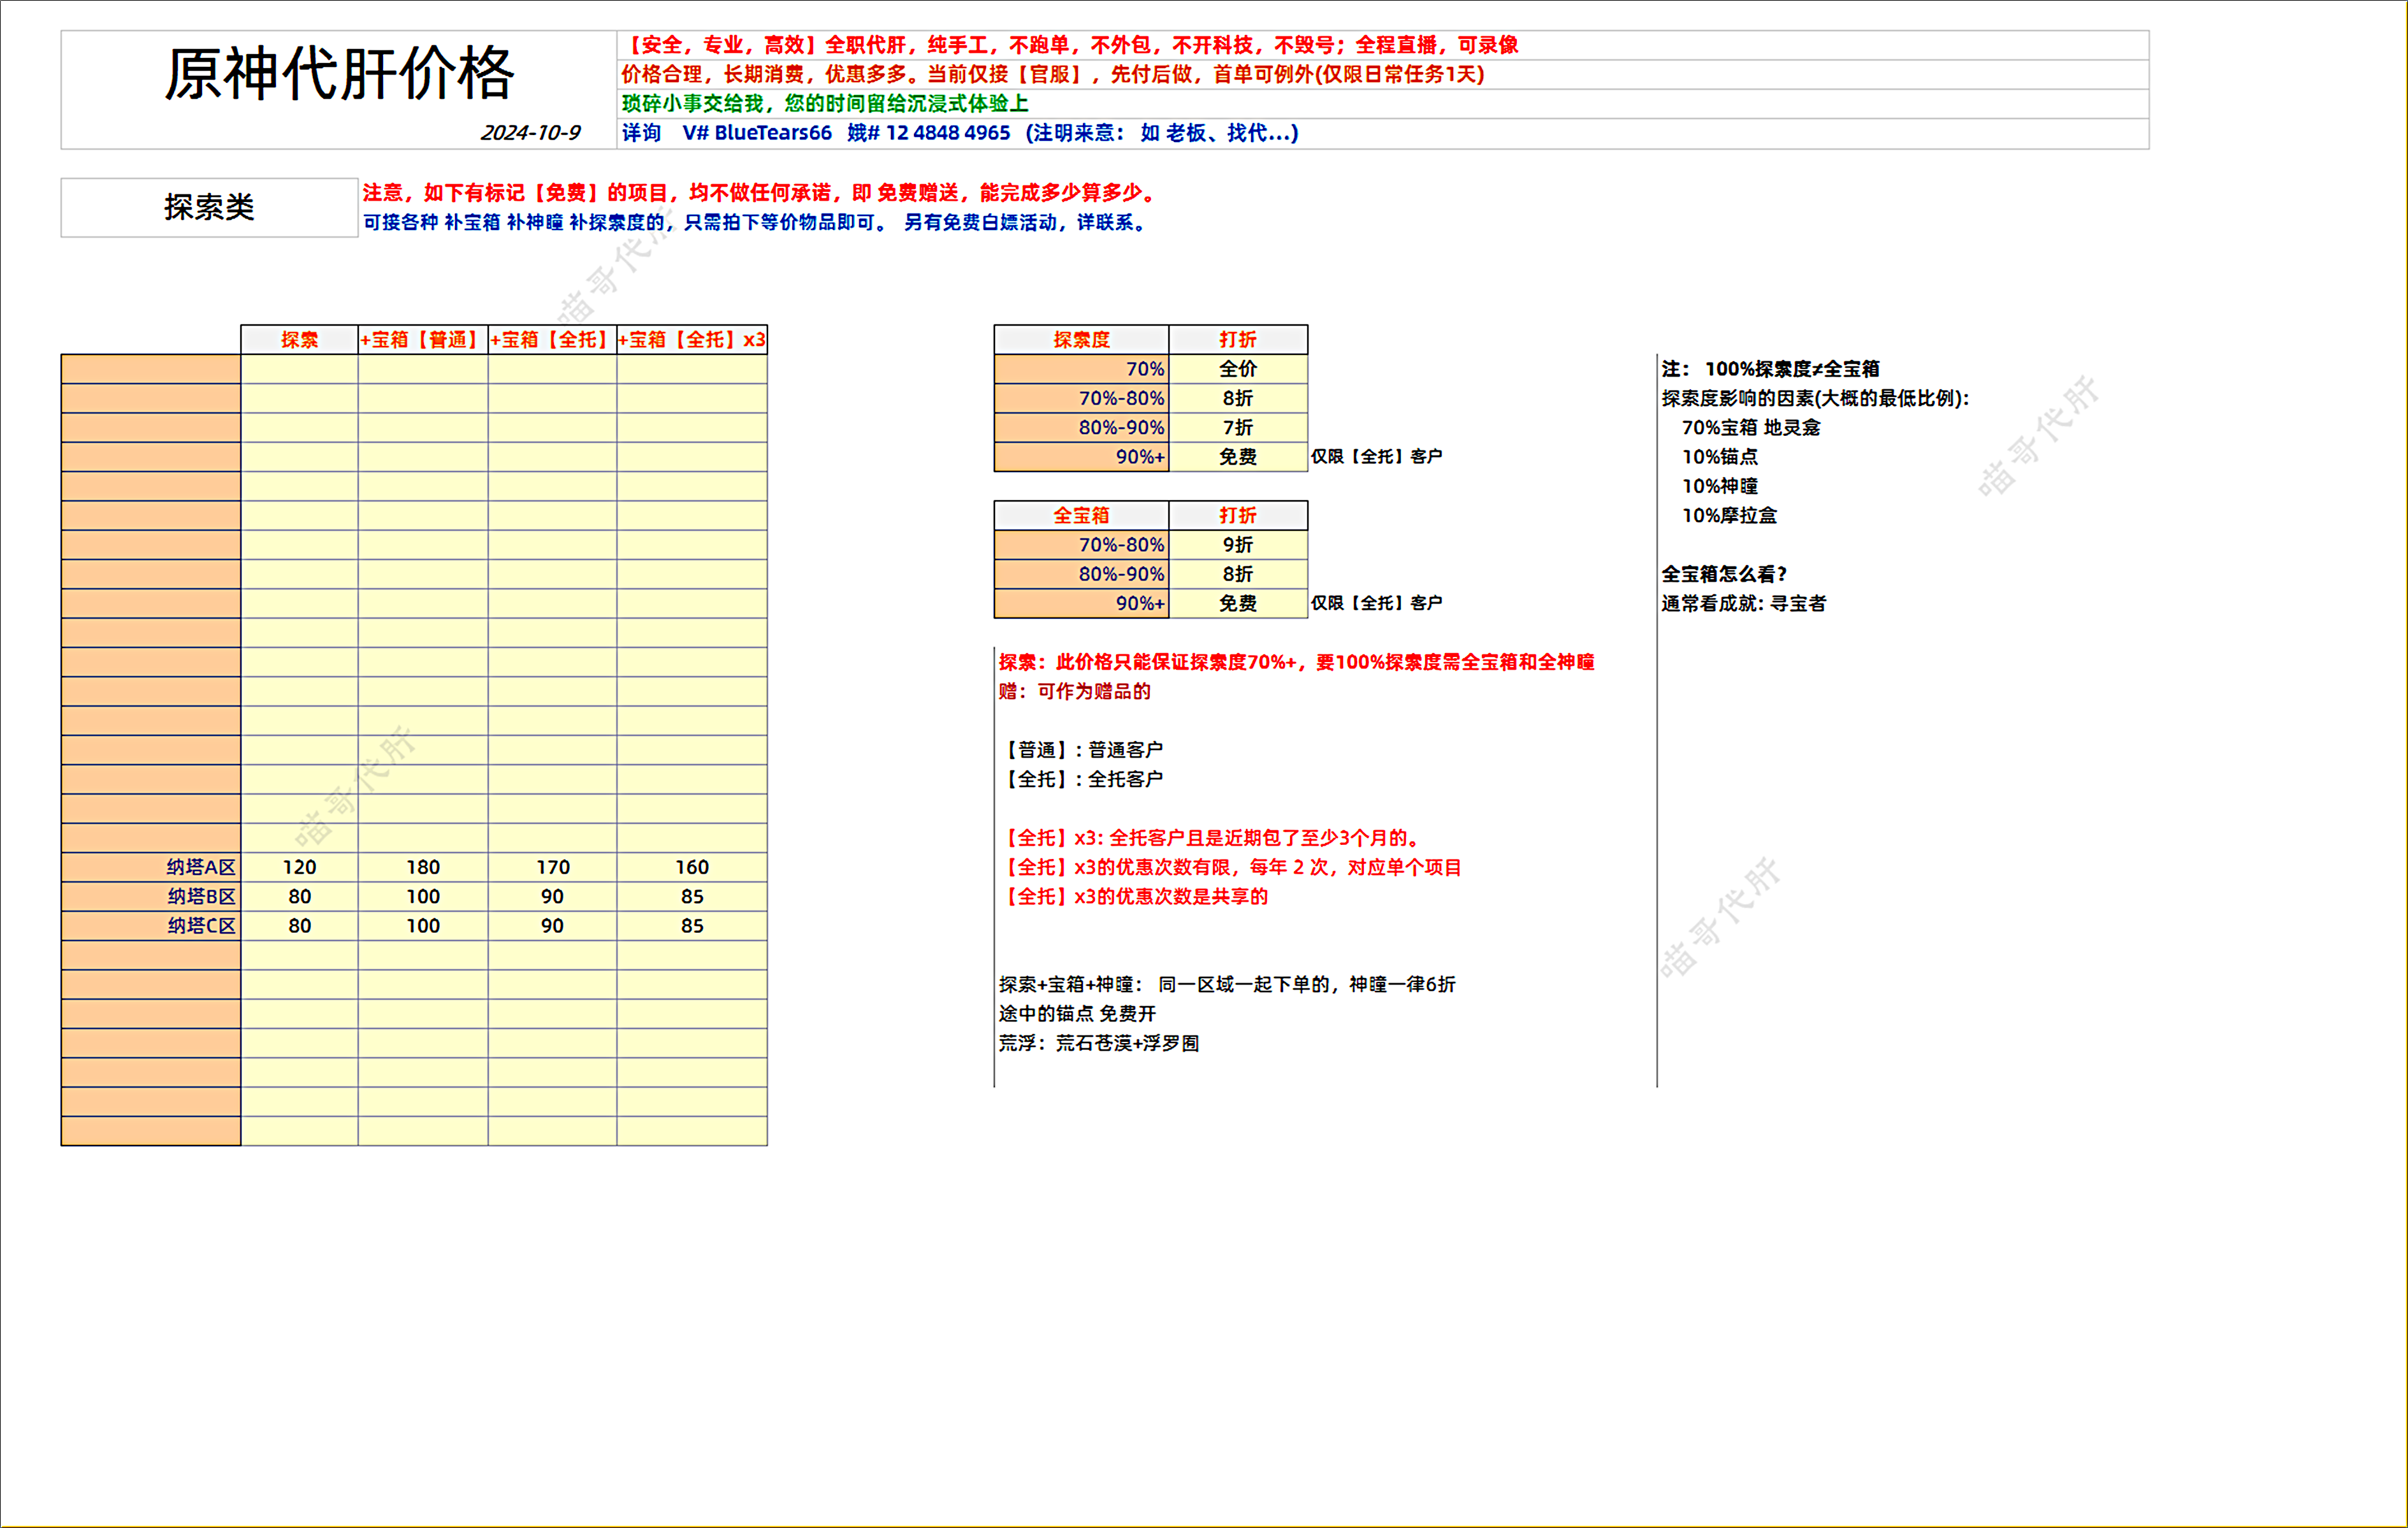 原神代肝价格
2024-10-9
【安全，专业，高效】全职代肝，纯手工，不跑单，不外包，不开科技，不毁号；全程直播，可录像
价格合理，长期消费，优惠多多。当前仅接【官服】，先付后做，首单可例外(仅限日常任务1天)
琐碎小事交给我，您的时间留给沉浸式体验上
详询 V# BlueTears66 娥# 12 4848 4965 (注明来意： 如 老板、找代…)
探索类
注意，如下有标记【免费】的项目，均不做任何承诺，即 免费赠送，能完成多少算多少。
可接各种 补宝箱 补神瞳 补探索度的，只需拍下等价物品即可。 另有免费白嫖活动，详联系。
探索 +宝箱【普通】 +宝箱【全托】 +宝箱【全托】x3
纳塔A区 120 180 170 160
纳塔B区 80 100 90 85
纳塔C区 80 100 90 85
探索度 打折
70% 全价
70%-80% 8折
80%-90% 7折
90%+ 免费 仅限【全托】客户
全宝箱 打折
70%-80% 9折
80%-90% 8折
90%+ 免费 仅限【全托】客户
探索：此价格只能保证探索度70%+，要100%探索度需全宝箱和全神瞳
赠：可作为赠品的
【普通】: 普通客户
【全托】: 全托客户
【全托】x3: 全托客户且是近期包了至少3个月的。
【全托】x3的优惠次数有限，每年 2 次，对应单个项目
【全托】x3的优惠次数是共享的
探索+宝箱+神瞳： 同一区域一起下单的，神瞳一律6折
途中的锚点 免费开
荒浮：荒石苍漠+浮罗囿
注： 100%探索度≠全宝箱
探索度影响的因素(大概的最低比例):
70%宝箱 地灵龛
10%锚点
10%神瞳
10%摩拉盒
全宝箱怎么看?
通常看成就: 寻宝者
喵哥代肝
喵哥代肝
喵哥代肝
喵哥代肝